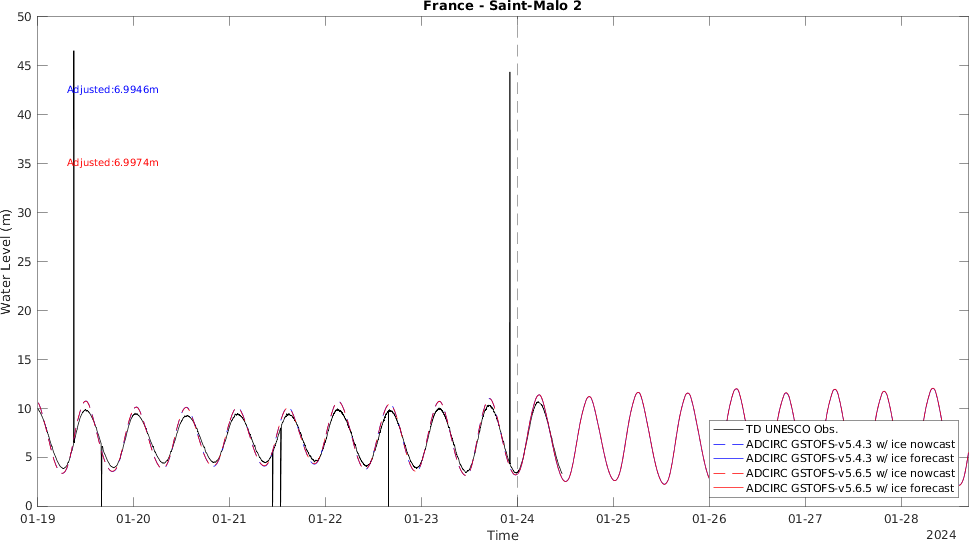 France - Saint-Malo 2
Water Level (m)
50
45
40
35
30
25
20
15
10
5
0
Adjusted:6.9946m
Adjusted:6.9974m
TD UNESCO Obs.
ADCIRC GSTOFS-v5.4.3 w/ ice nowcast
ADCIRC GSTOFS-v5.4.3 w/ ice forecast
ADCIRC GSTOFS-v5.6.5 w/ ice nowcast
ADCIRC GSTOFS-v5.6.5 w/ ice forecast
01-19 01-20 01-21 01-22 01-23 01-24 01-25 01-26 01-27 01-28
Time
2024